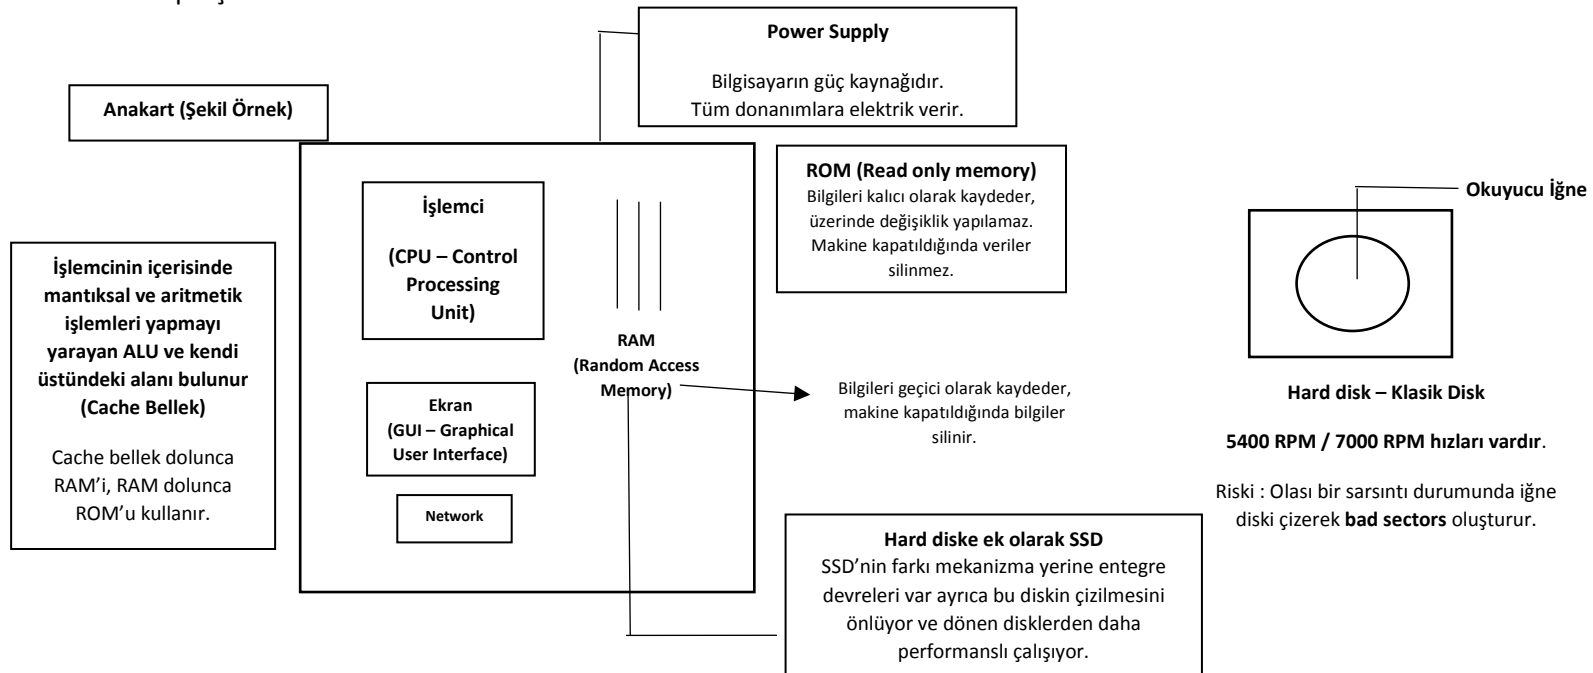 Power Supply
Bilgisayarın güç kaynağıdır.
Tüm donanımlara elektrik verir.
Anakart (Şekil Örnek)
ROM (Read only memory)
Bilgileri kalıcı olarak kaydeder,
üzerinde değişiklik yapılamaz.
Makine kapatıldığında veriler
silinmez.
Okuyucu İğne
İşlemci
(CPU – Control
Processing
Unit)
İşlemcinin içerisinde
mantıksal ve aritmetik
işlemleri yapmayı
yarayan ALU ve kendi
üstündeki alanı bulunur
(Cache Bellek)
Cache bellek dolunca
RAM’i, RAM dolunca
ROM’u kullanır.
RAM
(Random Access
Memory)
Bilgileri geçici olarak kaydeder,
makine kapatıldığında bilgiler
silinir.
Ekran
(GUI – Graphical
User Interface)
Network
Hard disk – Klasik Disk
5400 RPM / 7000 RPM hızları vardır.
Riski : Olası bir sarsıntı durumunda iğne
diski çizerek bad sectors oluşturur.
Hard diske ek olarak SSD
SSD’nin farkı mekanizma yerine entegre
devreleri var ayrıca bu diskin çizilmesini
önlüyor ve dönen disklerden daha
performanslı çalışıyor.